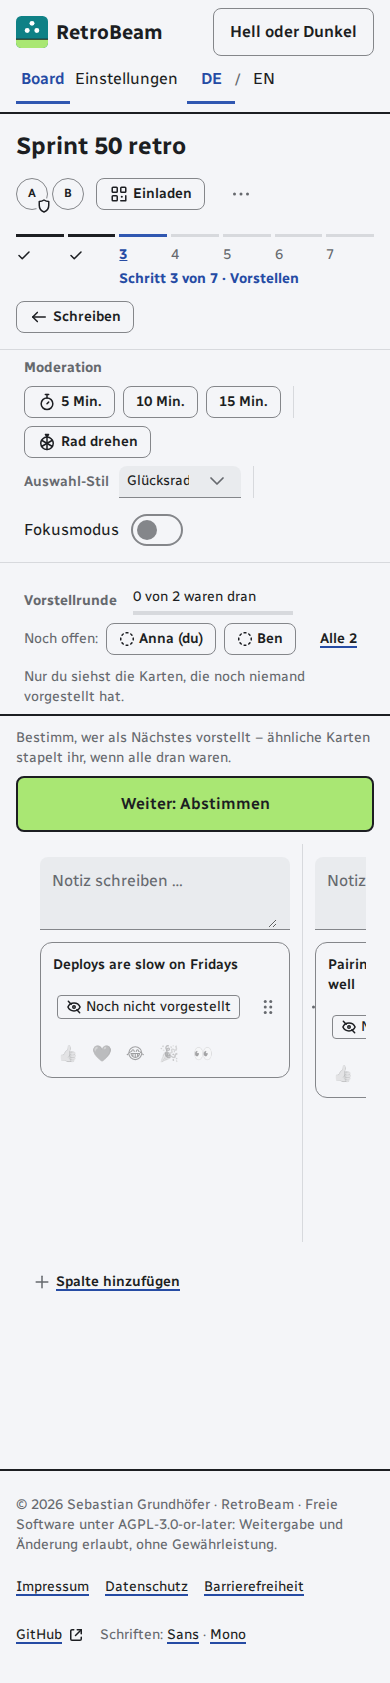 RetroBeam
Hell oder Dunkel
Board Einstellungen DE / EN
Sprint 50 retro
A B Einladen
3 4 5 6 7
Schritt 3 von 7 · Vorstellen
Schreiben
Moderation
5 Min. 10 Min. 15 Min.
Rad drehen
Auswahl-Stil Glücksrad
Fokusmodus
Vorstellrunde 0 von 2 waren dran
Noch offen: Anna (du) Ben Alle 2
Nur du siehst die Karten, die noch niemand
vorgestellt hat.
Bestimm, wer als Nächstes vorstellt – ähnliche Karten
stapelt ihr, wenn alle dran waren.
Weiter: Abstimmen
Notiz schreiben … Notiz
Deploys are slow on Fridays
Noch nicht vorgestellt
well
Spalte hinzufügen
© 2026 Sebastian Grundhöfer · RetroBeam · Freie
Software unter AGPL-3.0-or-later: Weitergabe und
Änderung erlaubt, ohne Gewährleistung.
Impressum Datenschutz Barrierefreiheit
GitHub Schriften: Sans · Mono